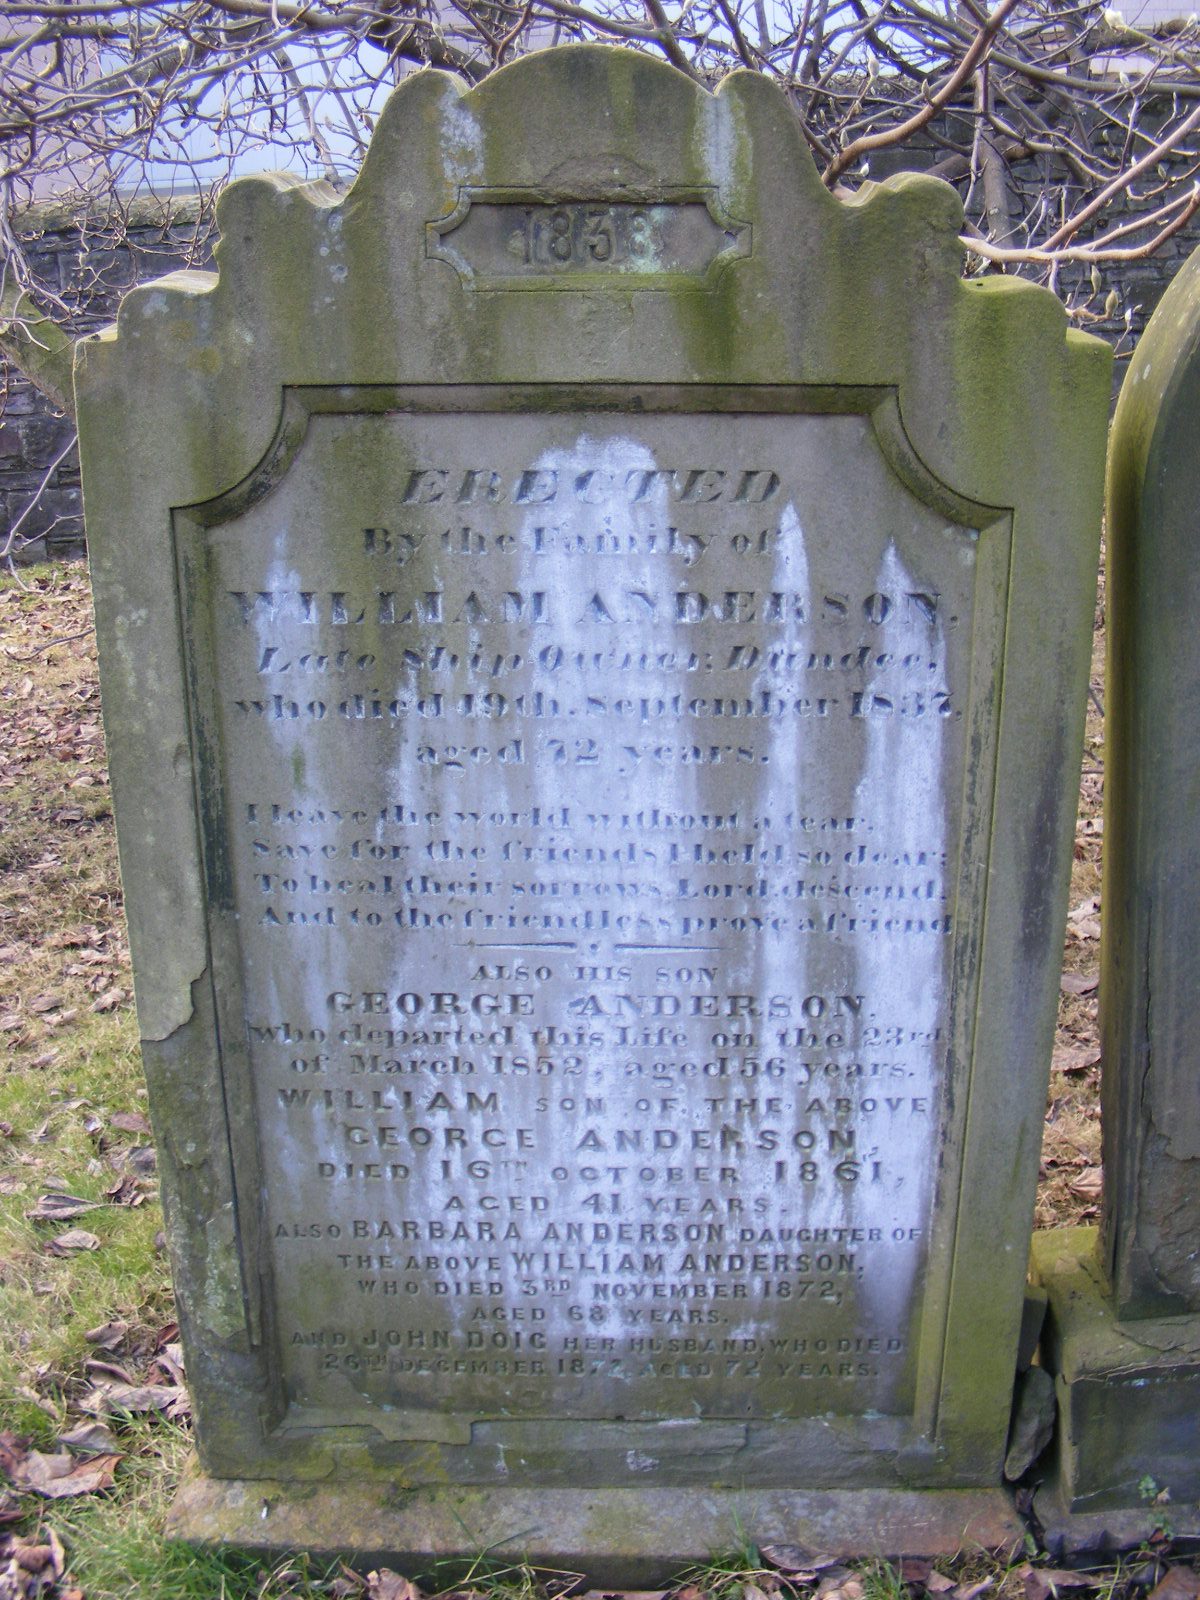 1838
ERECTED
By the Family of
WILLIAM ANDERSON,
Late Ship Owner, Dundee,
who died 19th. September 1837,
aged 72 years.
I leave the world without a tear,
Save for the friends I held so dear;
To heal their sorrows, Lord, descend,
And to the friendless prove a friend
ALSO HIS SON
GEORGE ANDERSON,
who departed this Life on the 23rd
of March 1852, aged 56 years.
WILLIAM SON OF THE ABOVE
GEORGE ANDERSON,
DIED 16TH OCTOBER 1861,
AGED 41 YEARS.
ALSO BARBARA ANDERSON DAUGHTER OF
THE ABOVE WILLIAM ANDERSON,
WHO DIED 3RD NOVEMBER 1872,
AGED 68 YEARS.
AND JOHN DOIG HER HUSBAND, WHO DIED
26TH DECEMBER 1872, AGED 72 YEARS.